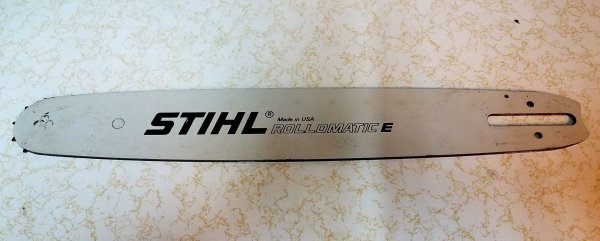 STIHL®
Made in USA
ROLLOMATIC E